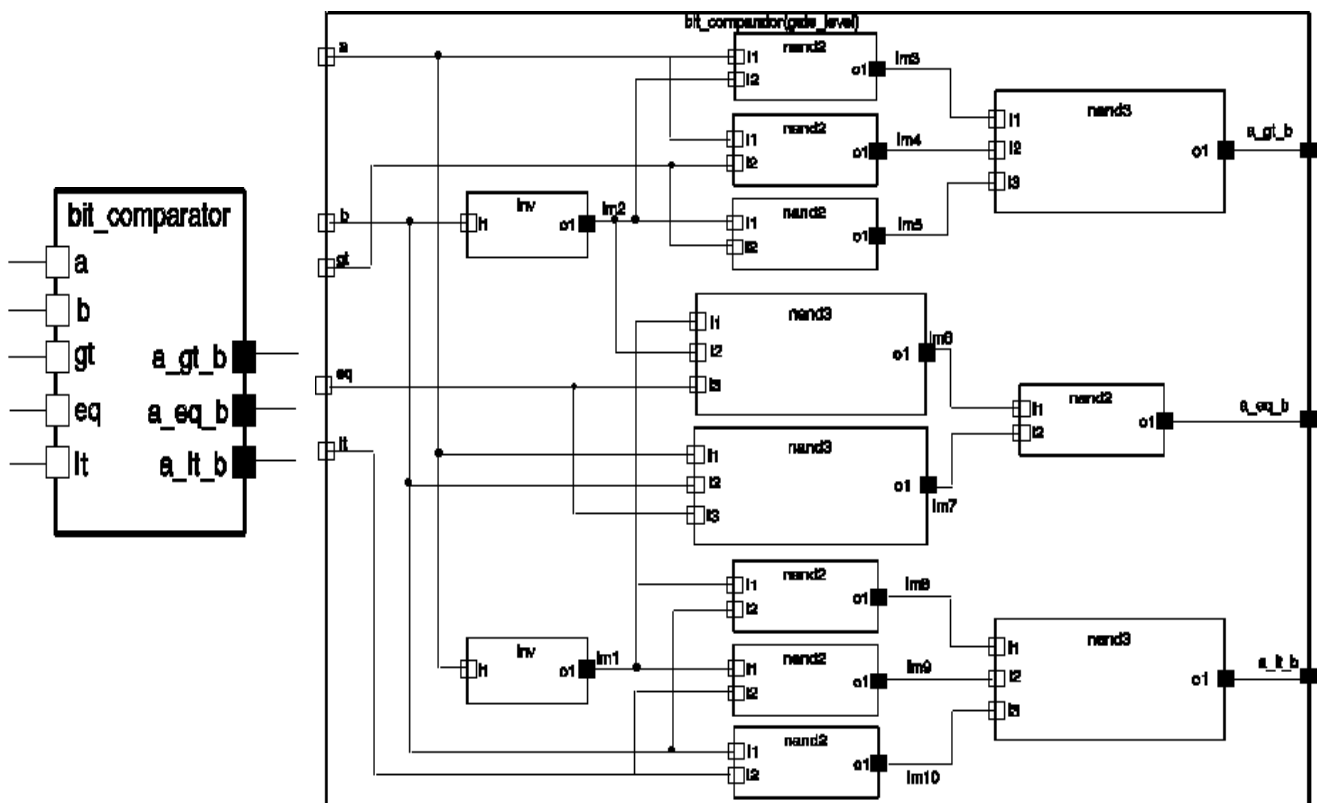 bit_comparator
a
b
gt
eq
lt
a_gt_b
a_eq_b
a_lt_b
bit_comparator(gate_level)
a
b
gt
eq
lt
nand2
I1
I2
o1
Im3
nand2
I1
I2
o1
Im4
nand2
I1
I2
o1
Im5
nand3
I1
I2
I3
o1
a_gt_b
inv
I1
o1
Im2
nand3
I1
I2
I3
o1
Im6
nand3
I1
I2
I3
o1
Im7
nand2
I1
I2
o1
a_eq_b
inv
I1
o1
Im1
nand2
I1
I2
o1
Im8
nand2
I1
I2
o1
Im9
nand2
I1
I2
o1
Im10
nand3
I1
I2
I3
o1
a_lt_b